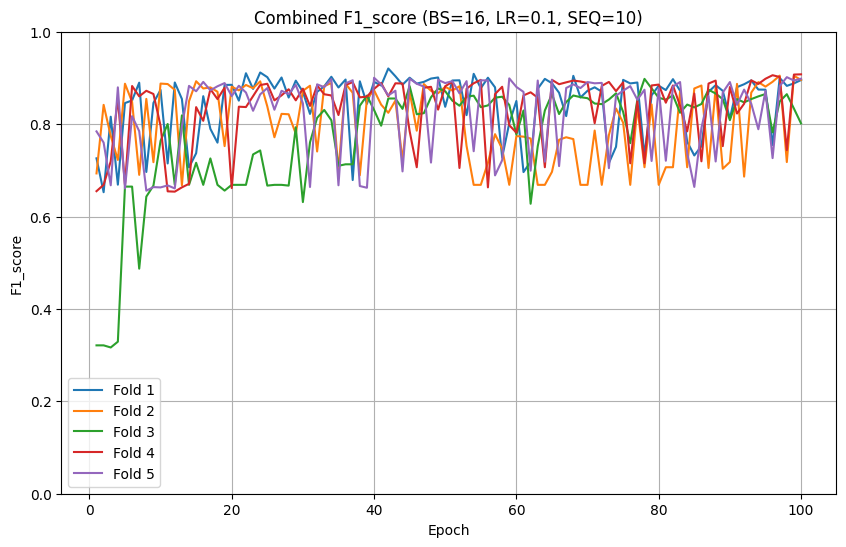 Combined F1_score (BS=16, LR=0.1, SEQ=10)
1.0
0.8
0.6
0.4
0.2
0.0
F1_score
Fold 1
Fold 2
Fold 3
Fold 4
Fold 5
0 20 40 60 80 100
Epoch